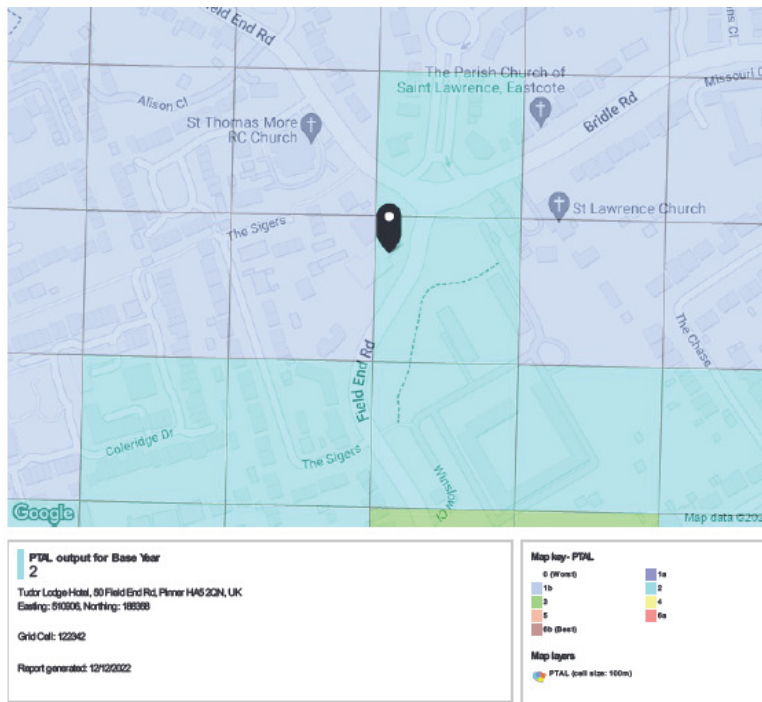 eld End Rd
ns Cl
The Parish Church of
Saint Lawrence, Eastcote
Missouri C
Alison Cl
Bridle Rd
St Thomas More
RC Church
St Lawrence Church
The Sigers
The Chase
Field End Rd
Coleridge Dr
The Sigers
Winslow Cl
Google
Map data ©202
PTAL output for Base Year
2
Tudor Lodge Hotel, 50 Field End Rd, Pinner HA5 2QN, UK
Easting: 510906, Northing: 188368
Grid Cell: 122342
Report generated: 12/12/2022
Map key - PTAL
0 (Worst)
1a
1b
2
3
4
5
6a
6b (Best)
Map layers
PTAL (cell size: 100m)